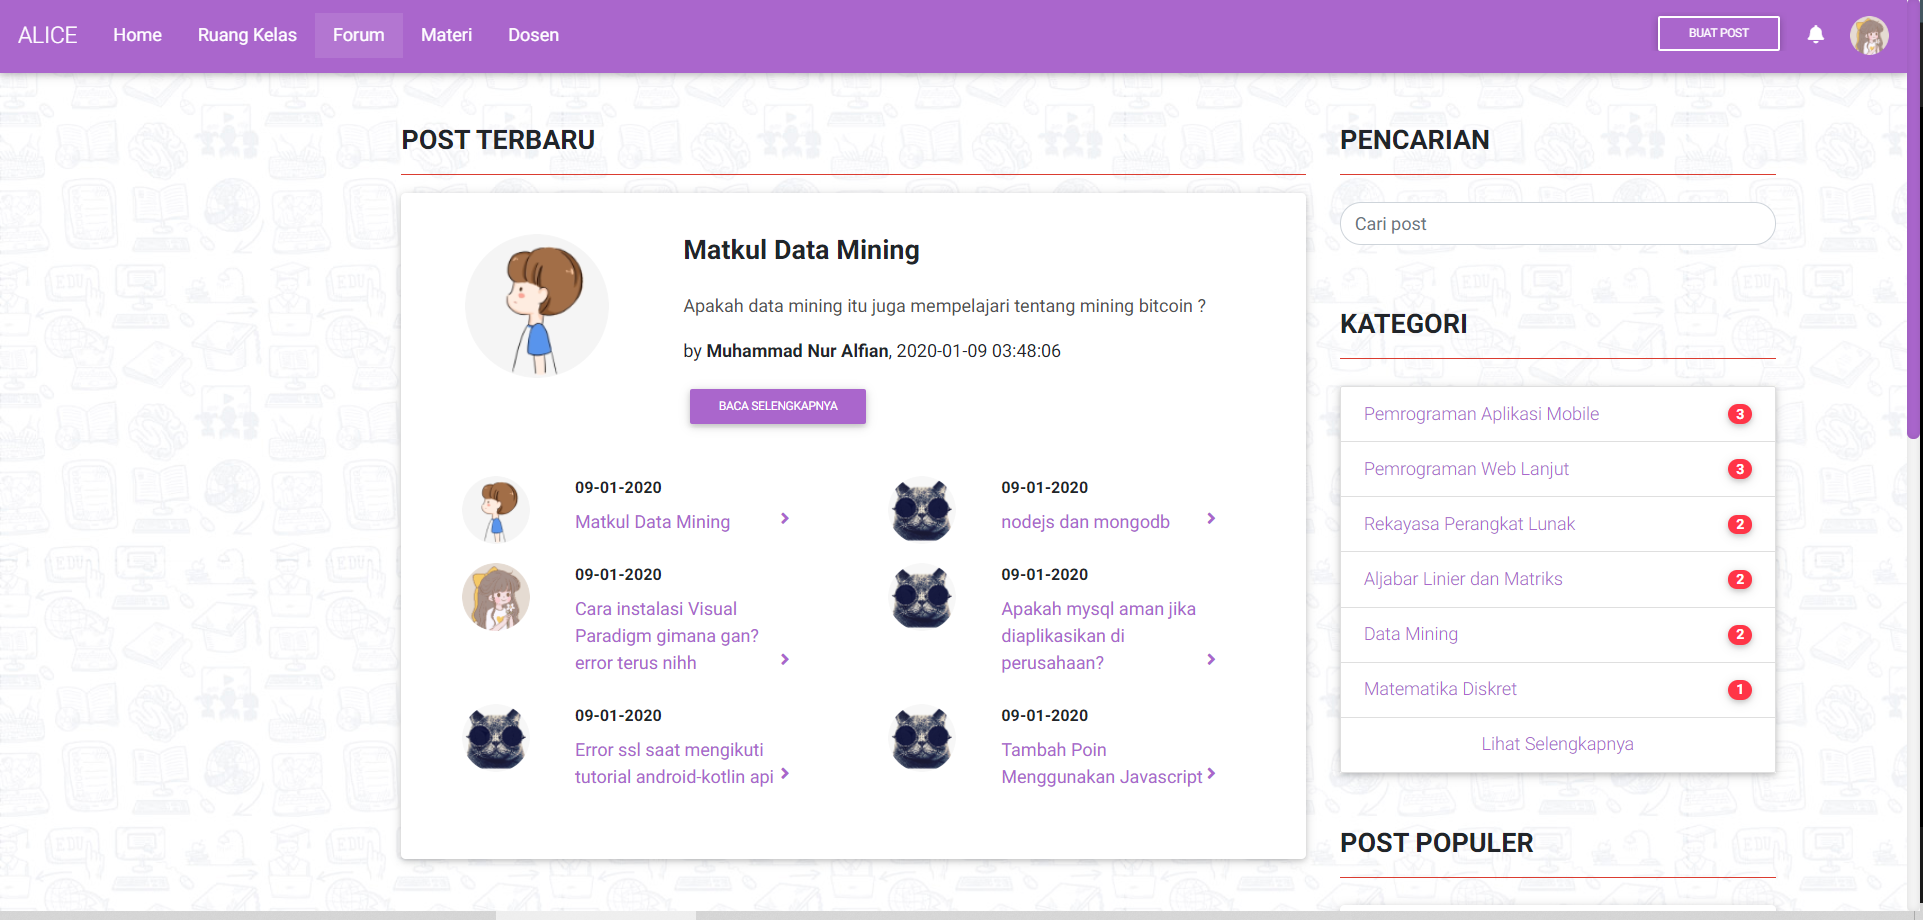 ALICE Home Ruang Kelas Forum Materi Dosen BUAT POST
POST TERBARU
Matkul Data Mining
Apakah data mining itu juga mempelajari tentang mining bitcoin ?
by Muhammad Nur Alfian, 2020-01-09 03:48:06
BACA SELENGKAPNYA
09-01-2020
Matkul Data Mining
09-01-2020
nodejs dan mongodb
09-01-2020
Cara instalasi Visual
Paradigm gimana gan?
error terus nihh
09-01-2020
Apakah mysql aman jika
diaplikasikan di
perusahaan?
09-01-2020
Error ssl saat mengikuti
tutorial android-kotlin api
09-01-2020
Tambah Poin
Menggunakan Javascript
PENCARIAN
Cari post
KATEGORI
Pemrograman Aplikasi Mobile 3
Pemrograman Web Lanjut 3
Rekayasa Perangkat Lunak 2
Aljabar Linier dan Matriks 2
Data Mining 2
Matematika Diskret 1
Lihat Selengkapnya
POST POPULER